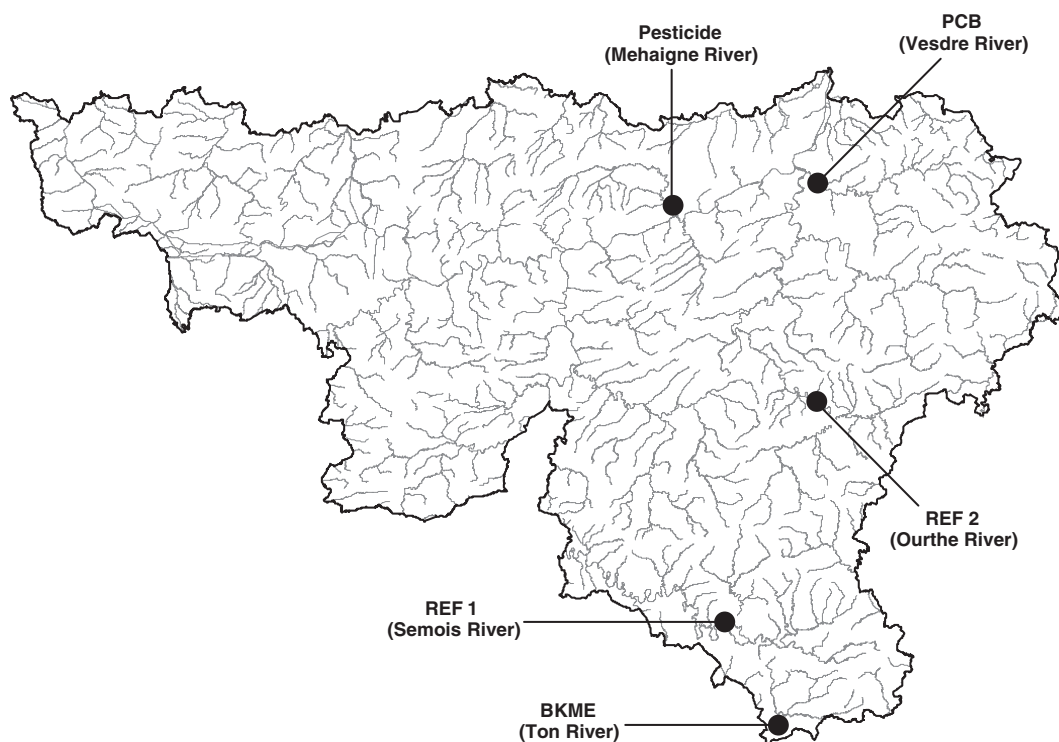 PCB
(Vesdre River)
Pesticide
(Mehaigne River)
REF 2
(Ourthe River)
REF 1
(Semois River)
BKME
(Ton River)